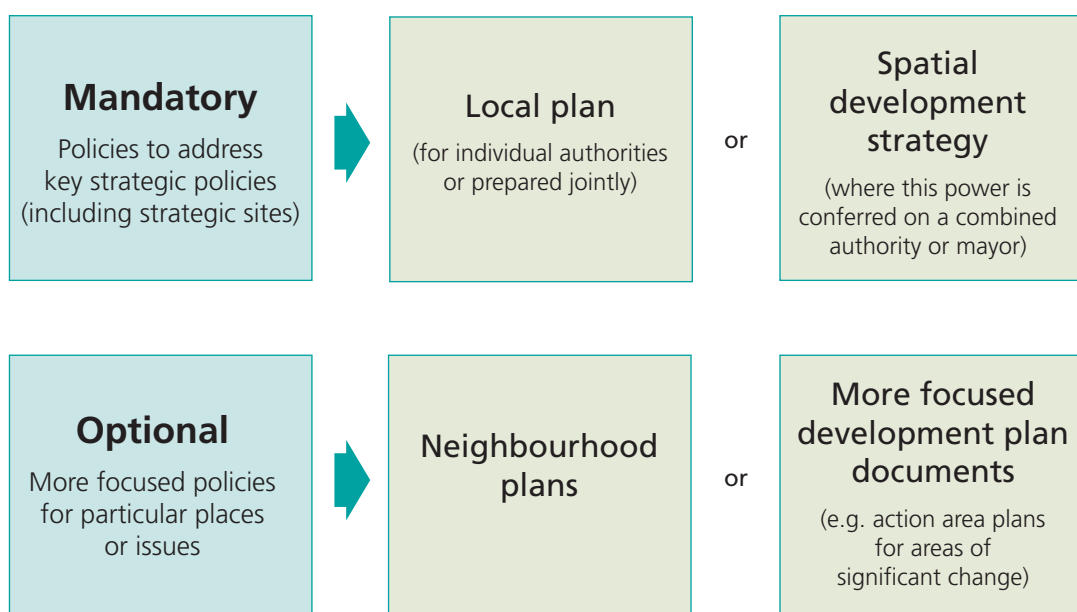 Mandatory
Policies to address
key strategic policies
(including strategic sites)
Local plan
(for individual authorities
or prepared jointly)
or
Spatial
development
strategy
(where this power is
conferred on a combined
authority or mayor)
Optional
More focused policies
for particular places
or issues
Neighbourhood
plans
or
More focused
development plan
documents
(e.g. action area plans
for areas of
significant change)